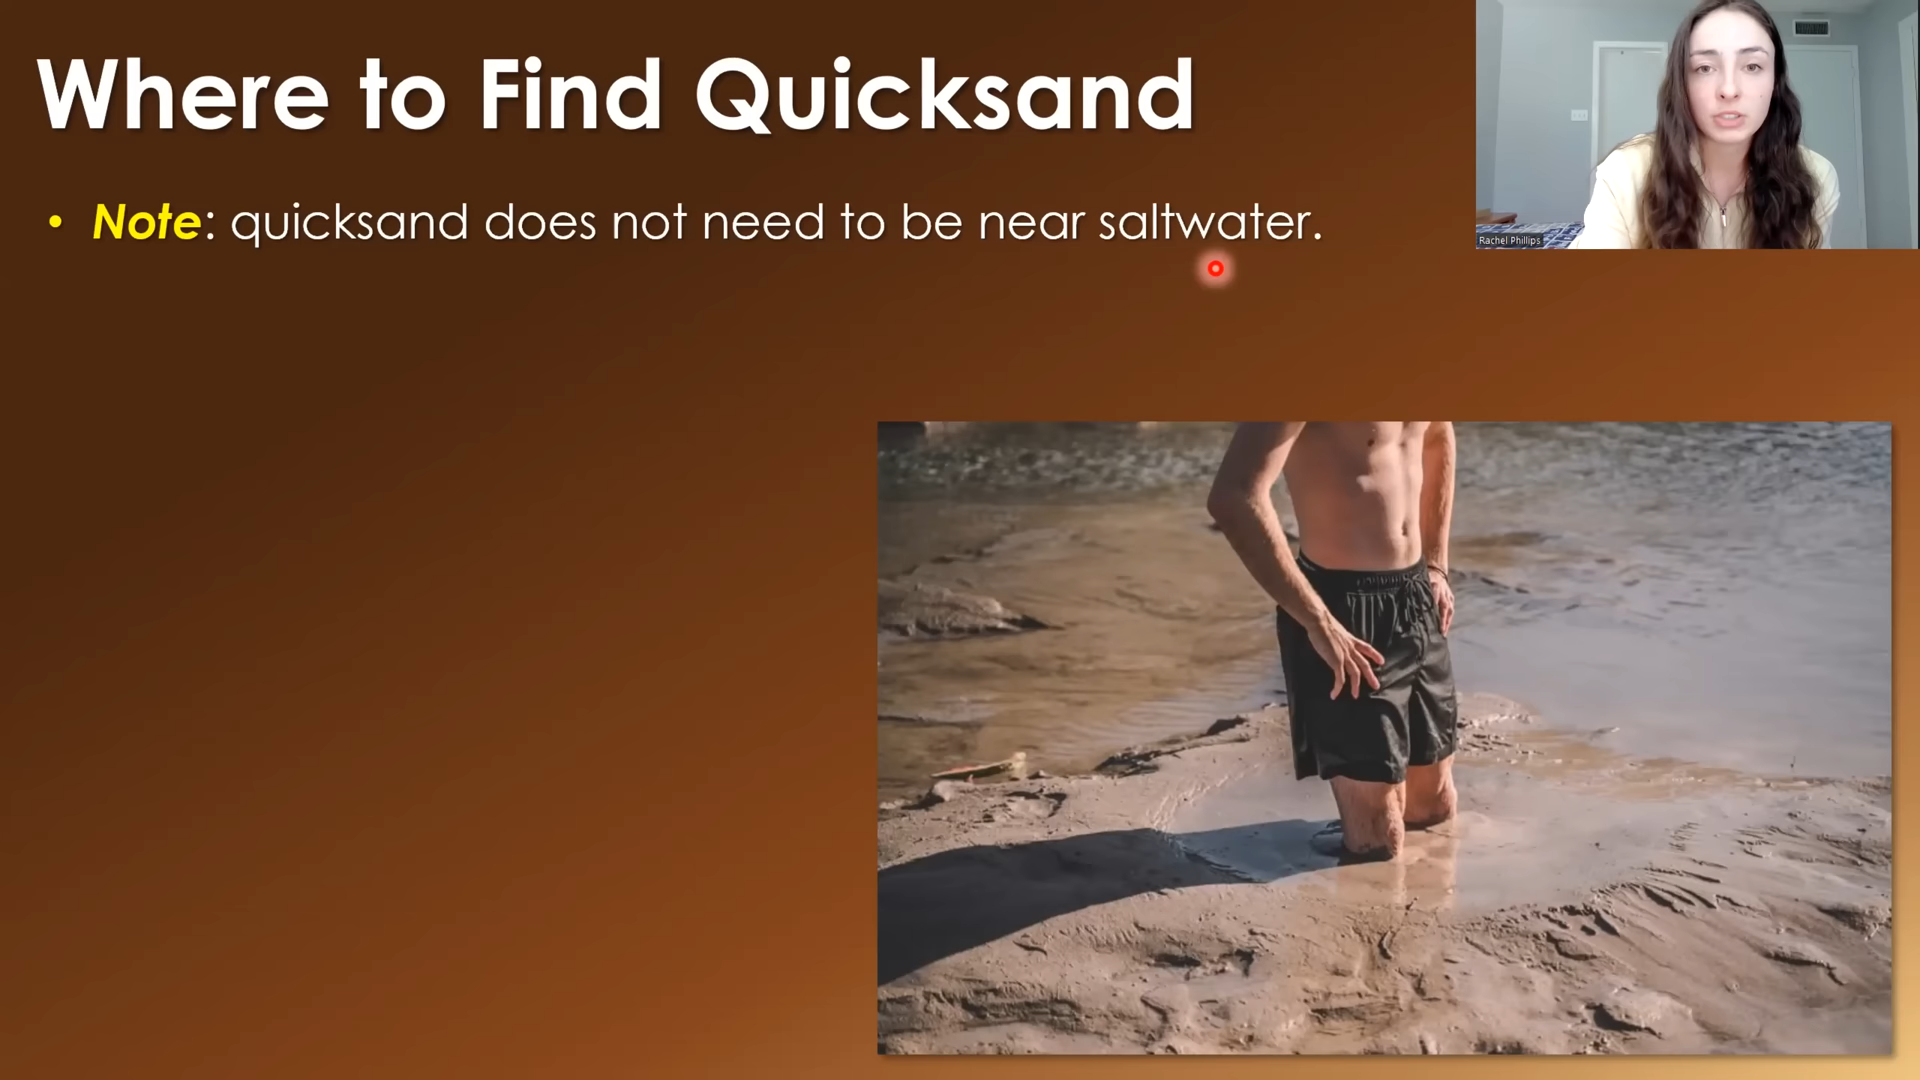 Where to Find Quicksand
• Note: quicksand does not need to be near saltwater.
Rachel Phillips